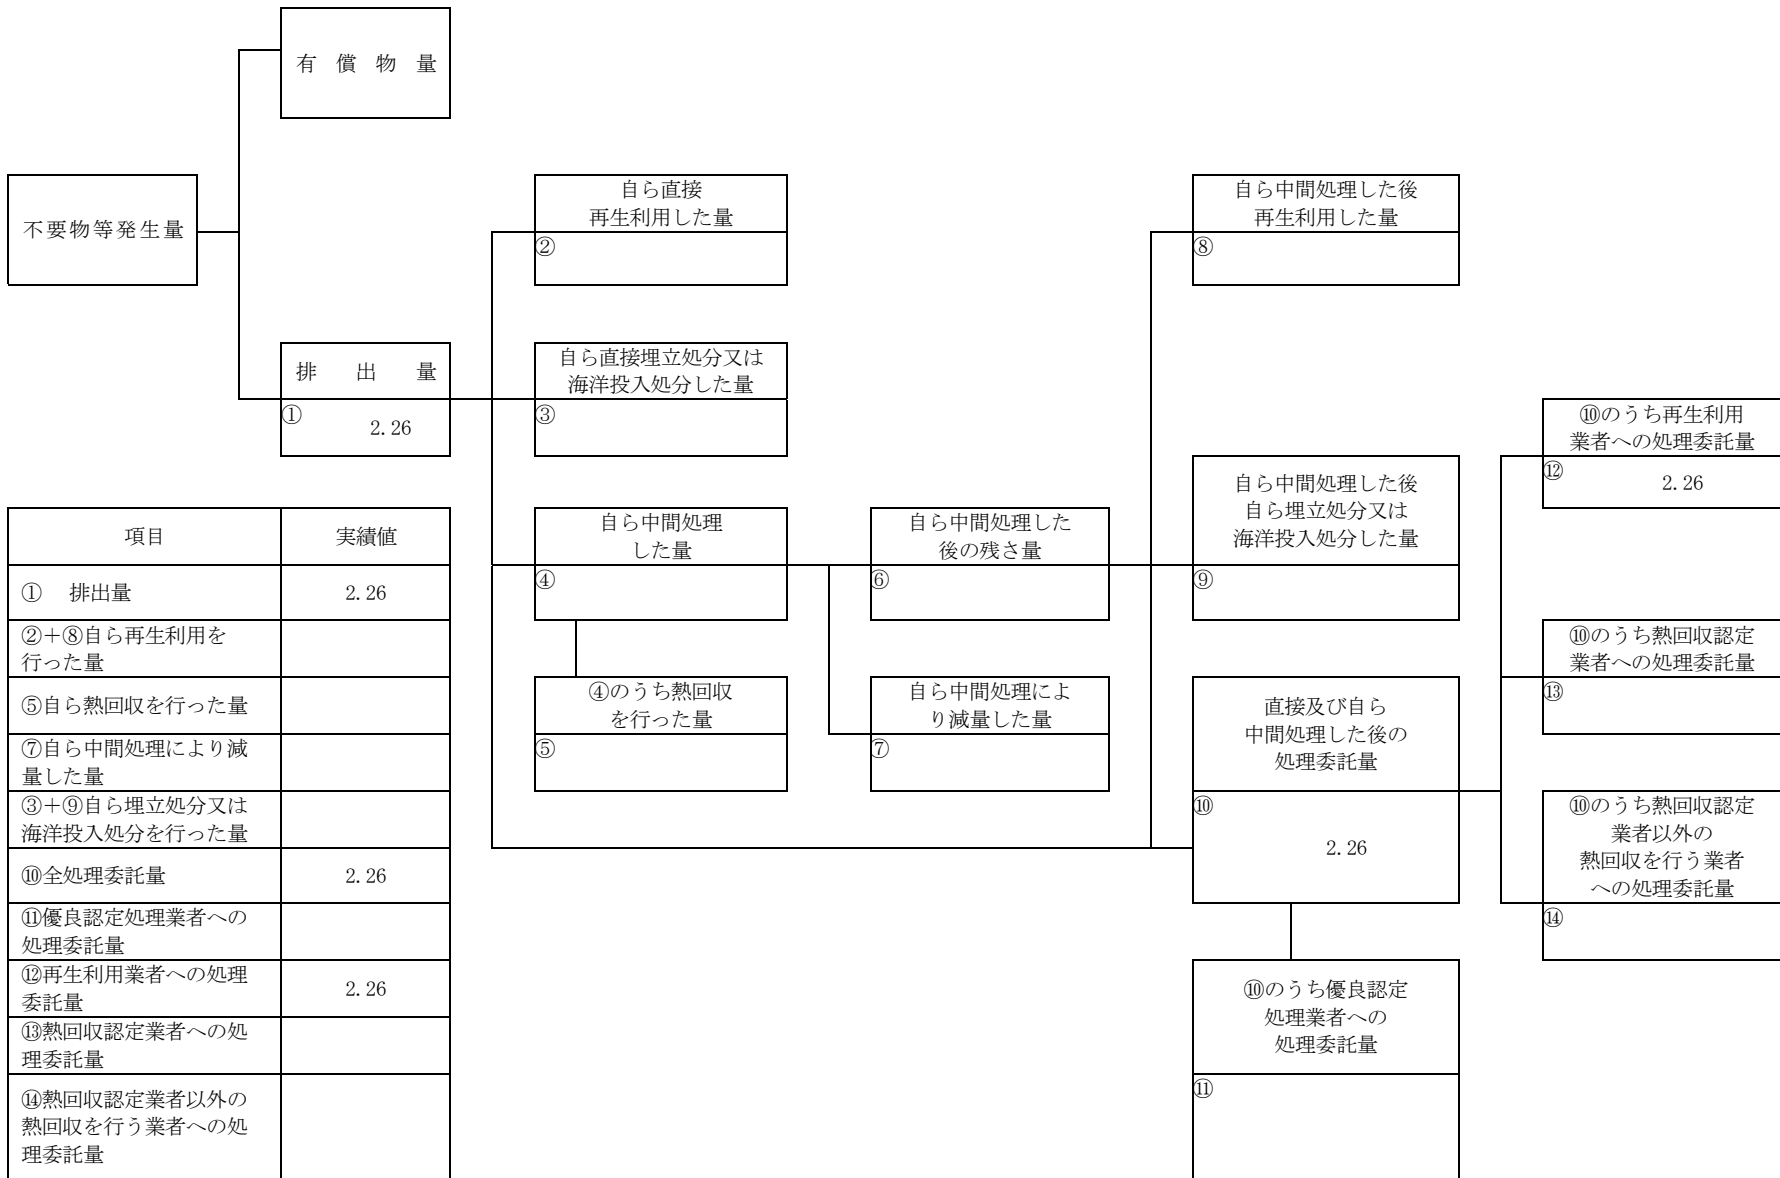 有償物量
不要物等発生量
自ら直接
再生利用した量
②
自ら中間処理した後
再生利用した量
⑧
排出量
①
2.26
自ら直接埋立処分又は
海洋投入処分した量
③
⑩のうち再生利用
業者への処理委託量
⑫
2.26
自ら中間処理
した量
④
自ら中間処理した
後の残さ量
⑥
自ら中間処理した後
自ら埋立処分又は
海洋投入処分した量
⑨
⑩のうち熱回収認定
業者への処理委託量
⑬
④のうち熱回収
を行った量
⑤
自ら中間処理によ
り減量した量
⑦
直接及び自ら
中間処理した後の
処理委託量
⑩
2.26
⑩のうち熱回収認定
業者以外の
熱回収を行う業者
への処理委託量
⑭
⑩のうち優良認定
処理業者への
処理委託量
⑪
項目 実績値
① 排出量 2.26
②＋⑧自ら再生利用を
行った量
⑤自ら熱回収を行った量
⑦自ら中間処理により減
量した量
③＋⑨自ら埋立処分又は
海洋投入処分を行った量
⑩全処理委託量 2.26
⑪優良認定処理業者への
処理委託量
⑫再生利用業者への処理
委託量 2.26
⑬熱回収認定業者への処
理委託量
⑭熱回収認定業者以外の
熱回収を行う業者への処
理委託量